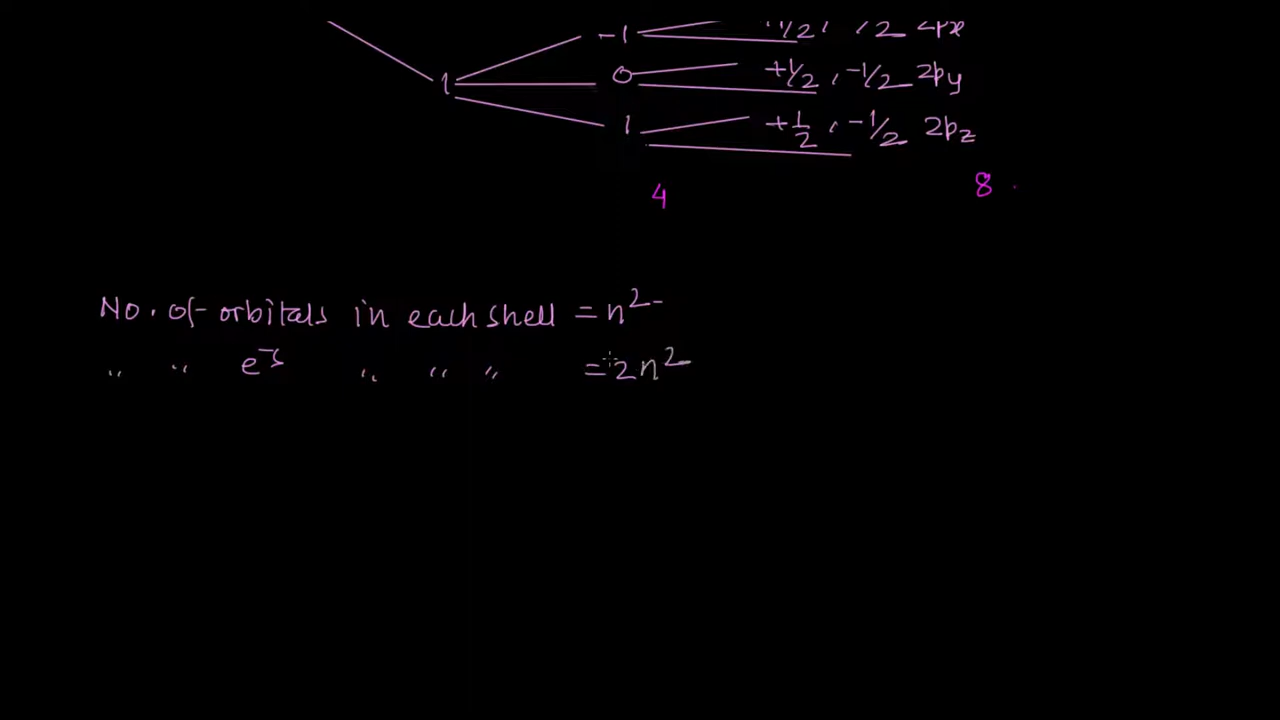 -1 2px
1 0 +1/2, -1/2 2py
1 +1/2, -1/2 2pz
4 8
No. of orbitals in each shell = n²
" " e⁻s " " " = 2n²